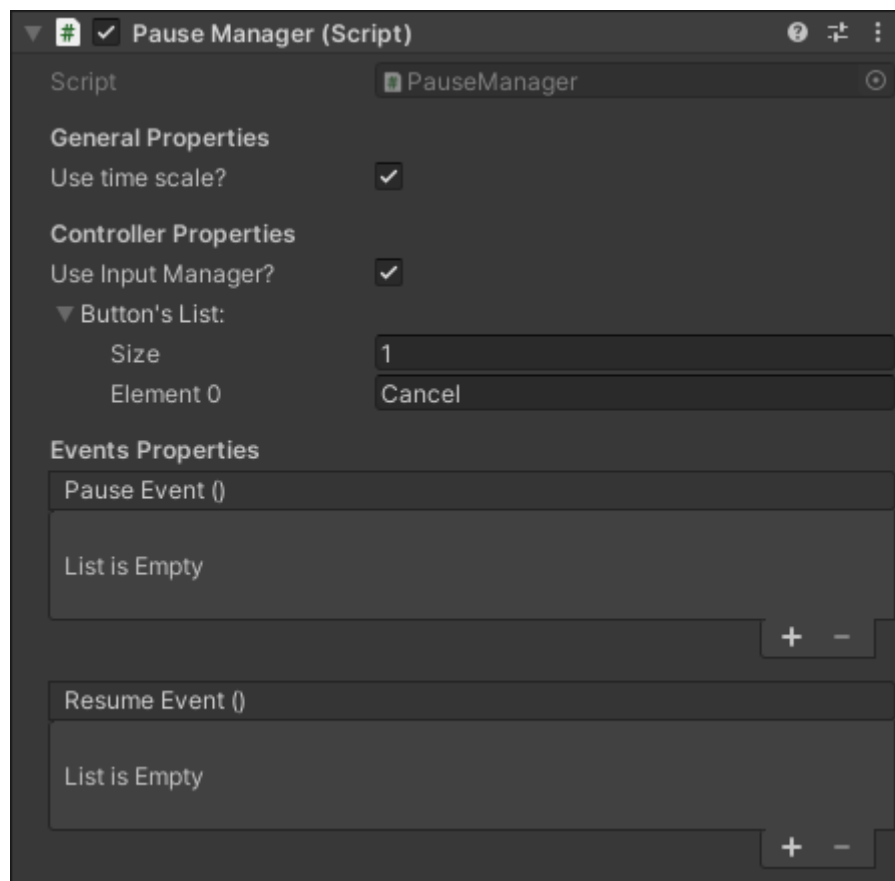 # Pause Manager (Script)
Script # PauseManager
General Properties
Use time scale?
Controller Properties
Use Input Manager?
Button's List:
Size 1
Element 0 Cancel
Events Properties
Pause Event ()
List is Empty
+ −
Resume Event ()
List is Empty
+ −